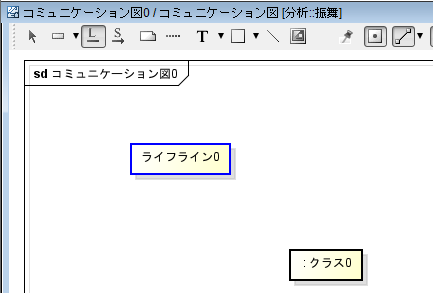 コミュニケーション図0 / コミュニケーション図 [分析::振舞]
L S T
sd コミュニケーション図0
ライフライン0
: クラス0